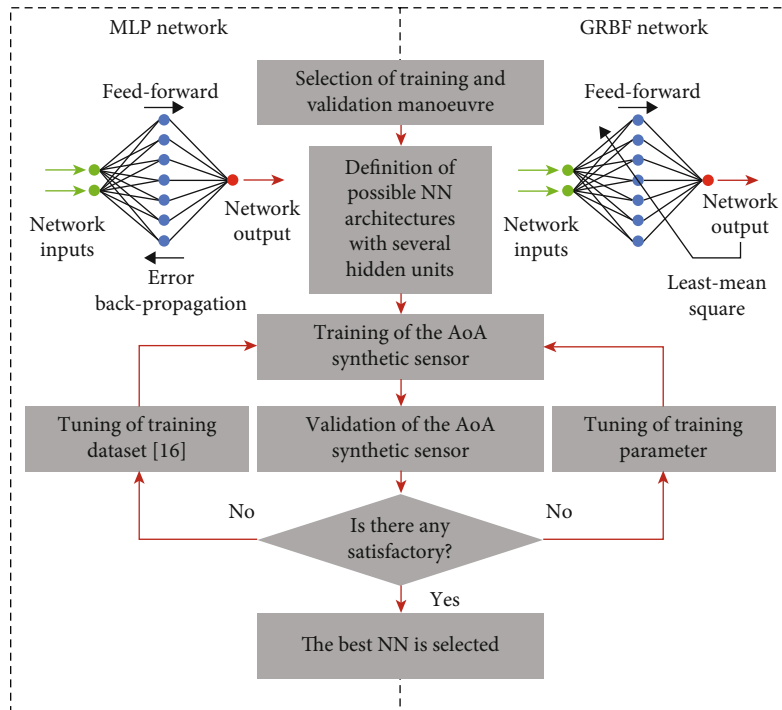 MLP network
GRBF network
Selection of training and
validation manoeuvre
Feed-forward
Network
inputs
Network
output
Error
back-propagation
Definition of
possible NN
architectures
with several
hidden units
Feed-forward
Network
inputs
Network
output
Least-mean
square
Training of the AoA
synthetic sensor
Tuning of training
dataset [16]
Validation of the AoA
synthetic sensor
Tuning of training
parameter
No
Is there any
satisfactory?
No
Yes
The best NN is selected